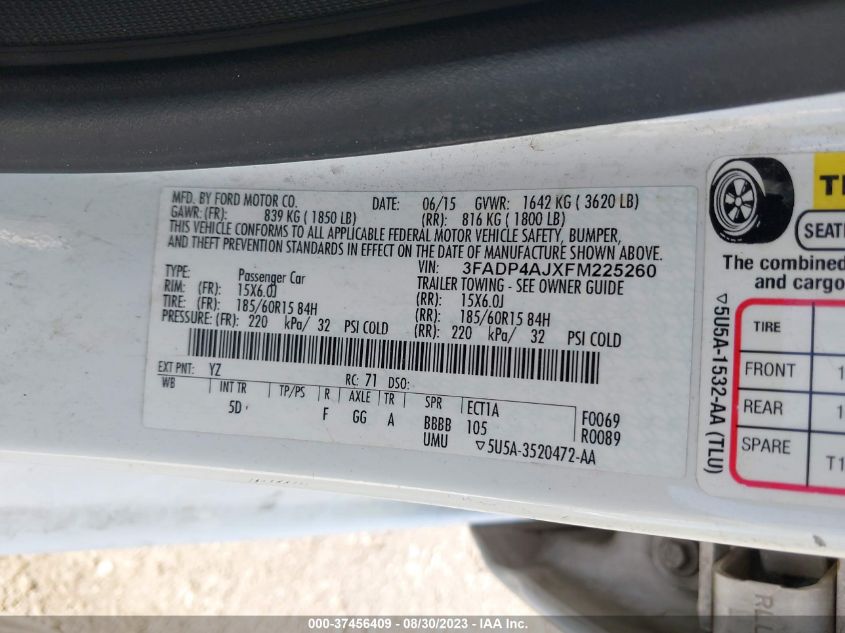 MFD. BY FORD MOTOR CO. DATE: 06/15 GVWR: 1642 KG ( 3620 LB)
GAWR: (FR): 839 KG ( 1850 LB) (RR): 816 KG ( 1800 LB)
THIS VEHICLE CONFORMS TO ALL APPLICABLE FEDERAL MOTOR VEHICLE SAFETY, BUMPER,
AND THEFT PREVENTION STANDARDS IN EFFECT ON THE DATE OF MANUFACTURE SHOWN ABOVE.
VIN: 3FADP4AJXFM225260
TYPE: Passenger Car TRAILER TOWING - SEE OWNER GUIDE
RIM: (FR): 15X6.0J (RR): 15X6.0J
TIRE: (FR): 185/60R15 84H (RR): 185/60R15 84H
PRESSURE: (FR): 220 kPa/ 32 PSI COLD (RR): 220 kPa/ 32 PSI COLD
EXT PNT: YZ RC: 71 DSO:
WB INT TR TP/PS R AXLE TR SPR ECT1A F0069
5D F GG A BBBB 105 R0089
UMU ▽5U5A-3520472-AA
SEATI
The combined
and cargo
▽5U5A-1532-AA (TLU)
TIRE
FRONT 1
REAR 1
SPARE T1
000-37456409 - 08/30/2023 - IAA Inc.